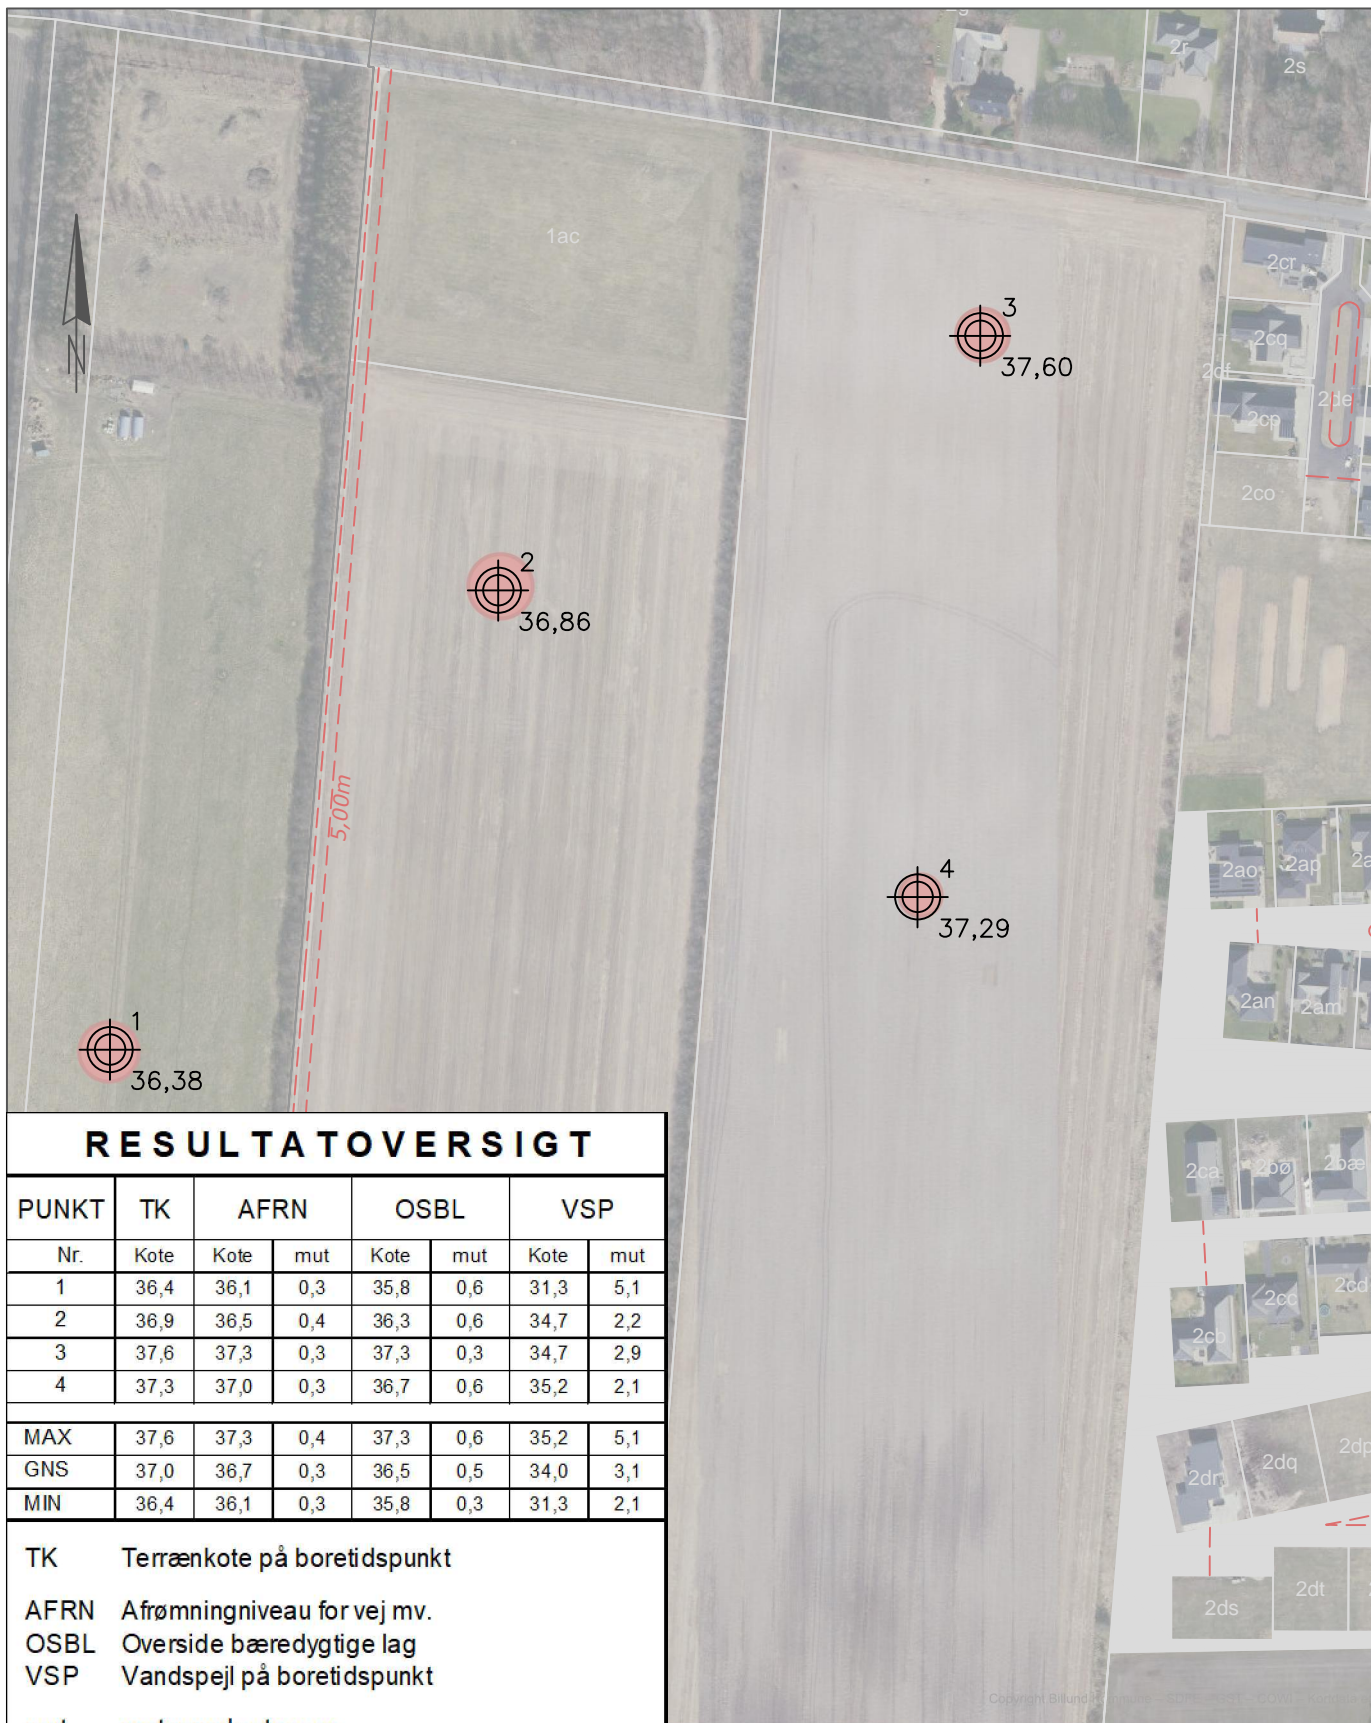 2r
2s
1ac
2cr
3
37,60
2cq
2cf
2de
2cp
2co
2
36,86
5,00m
2ao
2ap
4
37,29
2an
2am
1
36,38
RESULTATOVERSIGT
PUNKT TK AFRN OSBL VSP
Nr. Kote Kote mut Kote mut Kote mut
1 36,4 36,1 0,3 35,8 0,6 31,3 5,1
2 36,9 36,5 0,4 36,3 0,6 34,7 2,2
3 37,6 37,3 0,3 37,3 0,3 34,7 2,9
4 37,3 37,0 0,3 36,7 0,6 35,2 2,1
MAX 37,6 37,3 0,4 37,3 0,6 35,2 5,1
GNS 37,0 36,7 0,3 36,5 0,5 34,0 3,1
MIN 36,4 36,1 0,3 35,8 0,3 31,3 2,1
TK Terrænkote på boretidspunkt
AFRN Afrømningniveau for vej mv.
OSBL Overside bæredygtige lag
VSP Vandspejl på boretidspunkt
N
2ca
2bø
2bæ
2cc
2cd
2cb
2dr
2dq
2dp
2ds
2dt
Copyright Billund